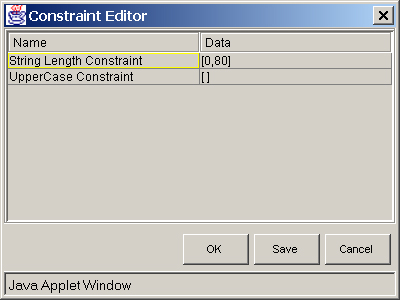 Constraint Editor
Name Data
String Length Constraint [0,80]
UpperCase Constraint [ ]
OK Save Cancel
Java Applet Window